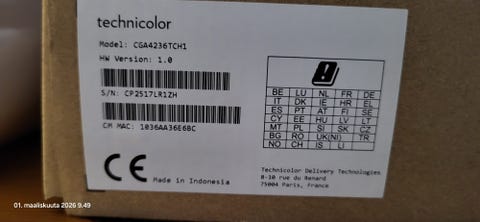 technicolor
Model: CGA4236TCH1
HW Version: 1.0
S/N: CP2517LR1ZH
CM MAC: 1036AA36E6BC
CE Made in Indonesia
BE LU NL FR DE
IT DK IE HR EL
ES PT AT FI SE
CY EE HU LV LT
MT PL SI SK CZ
BG RO UK(NI) TR
NO CH IS LI
Technicolor Delivery Technologies
8-10 rue du Renard
75004 Paris, France
01. maaliskuuta 2026 9.49